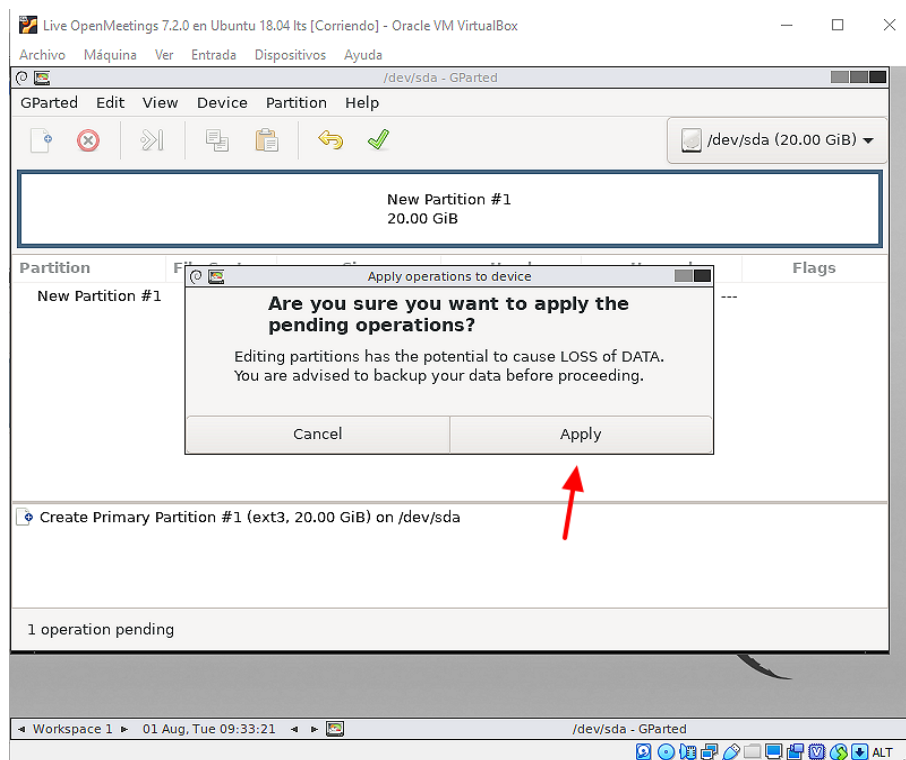 Live OpenMeetings 7.2.0 en Ubuntu 18.04 lts [Corriendo] - Oracle VM VirtualBox
Archivo Máquina Ver Entrada Dispositivos Ayuda
/dev/sda - GParted
GParted Edit View Device Partition Help
/dev/sda (20.00 GiB)
New Partition #1
20.00 GiB
Partition Flags
Apply operations to device
New Partition #1 ---
Are you sure you want to apply the
pending operations?
Editing partitions has the potential to cause LOSS of DATA.
You are advised to backup your data before proceeding.
Cancel Apply
Create Primary Partition #1 (ext3, 20.00 GiB) on /dev/sda
1 operation pending
Workspace 1 01 Aug, Tue 09:33:21 /dev/sda - GParted
ALT